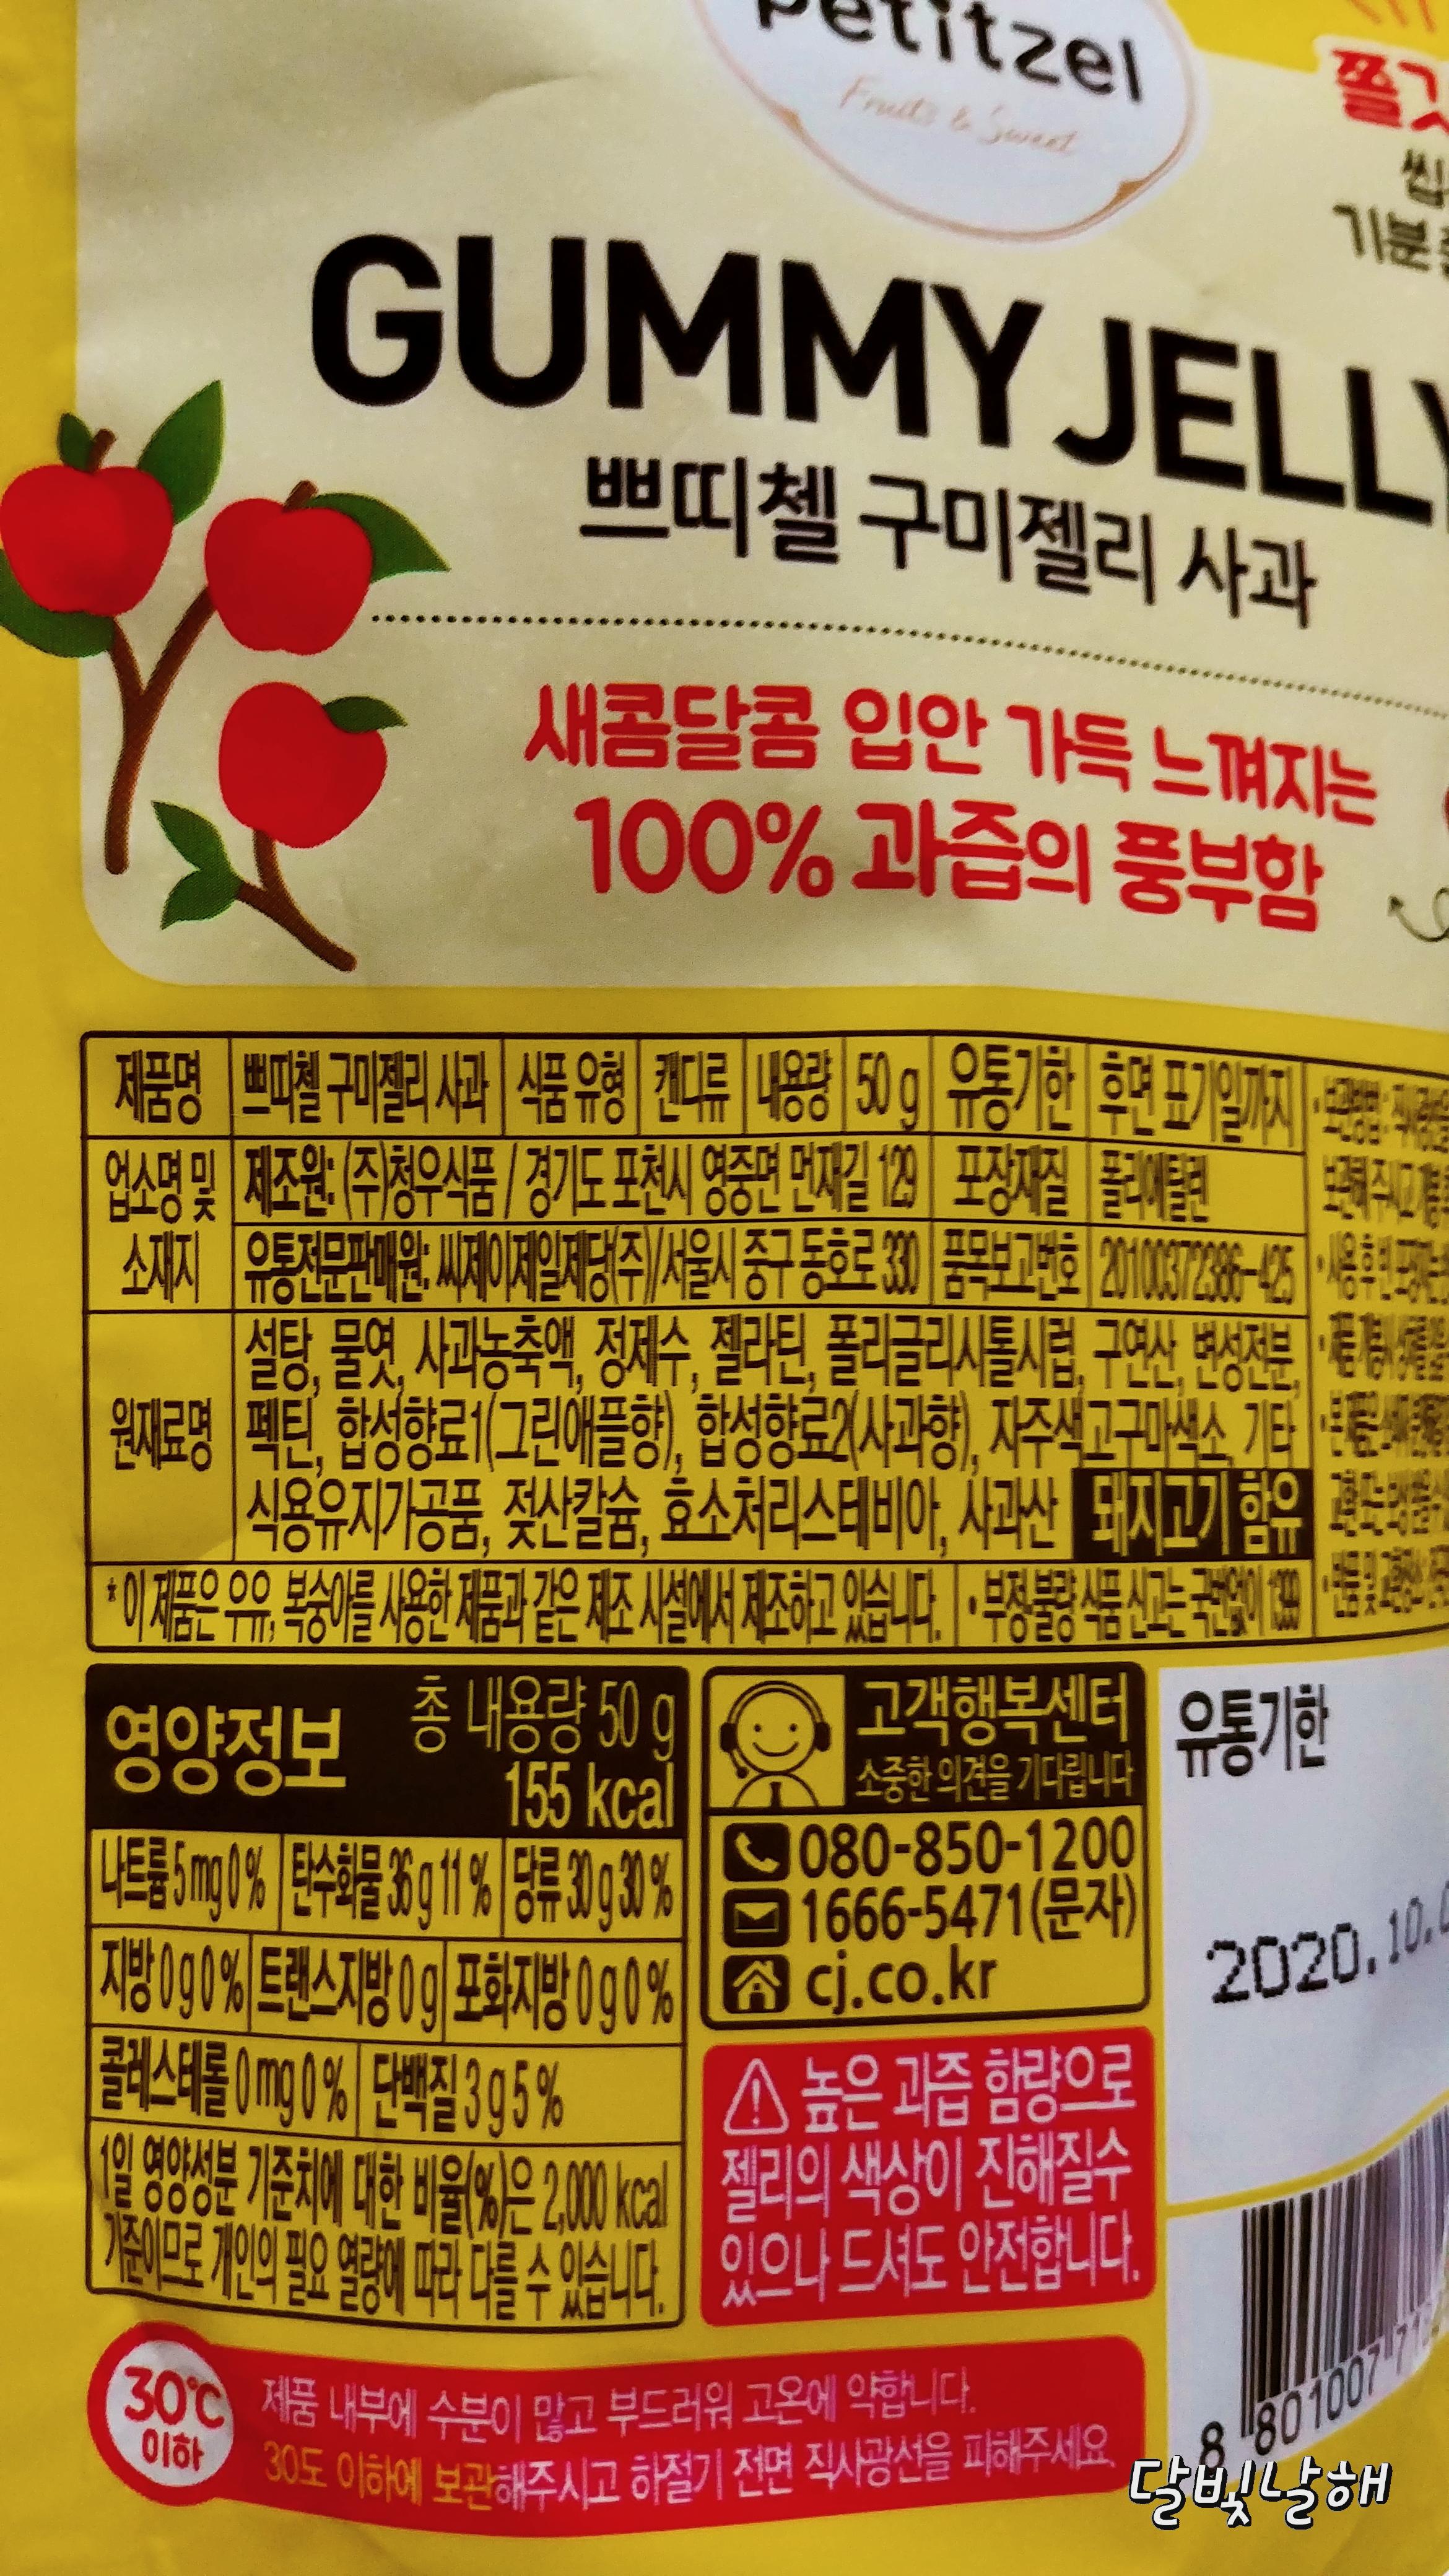 petitzel
Fruits & Sweet
쫄깃
씹
기분
GUMMY JELLY
쁘띠첼 구미젤리 사과
새콤달콤 입안 가득 느껴지는
100% 과즙의 풍부함
제품명 쁘띠첼 구미젤리 사과 식품 유형 캔디류 내용량 50 g 유통기한 후면 표기일까지
업소명 및 소재지
제조원: (주)청우식품 / 경기도 포천시 영중면 먼재길 129 포장재질 폴리에틸렌
유통전문판매원: 씨제이제일제당(주)/서울시 중구 동호로 330 품목보고번호 20100372386-425
원재료명
설탕, 물엿, 사과농축액, 정제수, 젤라틴, 폴리글리시톨시럽, 구연산, 변성전분,
펙틴, 합성향료1(그린애플향), 합성향료2(사과향), 자주색고구마색소, 기타
식용유지가공품, 젖산칼슘, 효소처리스테비아, 사과산 돼지고기 함유
* 이 제품은 우유, 복숭아를 사용한 제품과 같은 제조 시설에서 제조하고 있습니다. • 부정·불량식품 신고는 국번없이 1399
영양정보 총 내용량 50 g
155 kcal
나트륨 5 mg 0 % 탄수화물 36 g 11 % 당류 30 g 30 %
지방 0 g 0 % 트랜스지방 0 g 포화지방 0 g 0 %
콜레스테롤 0 mg 0 % 단백질 3 g 5 %
1일 영양성분 기준치에 대한 비율(%)은 2,000 kcal
기준이므로 개인의 필요 열량에 따라 다를 수 있습니다.
고객행복센터
소중한 의견을 기다립니다
080-850-1200
1666-5471(문자)
cj.co.kr
높은 과즙 함량으로
젤리의 색상이 진해질수
있으나 드셔도 안전합니다.
유통기한
2020.10.0
8 801007 71
30℃
이하
제품 내부에 수분이 많고 부드러워 고온에 약합니다.
30도 이하에 보관해주시고 하절기 전면 직사광선을 피해주세요.
달빛날해